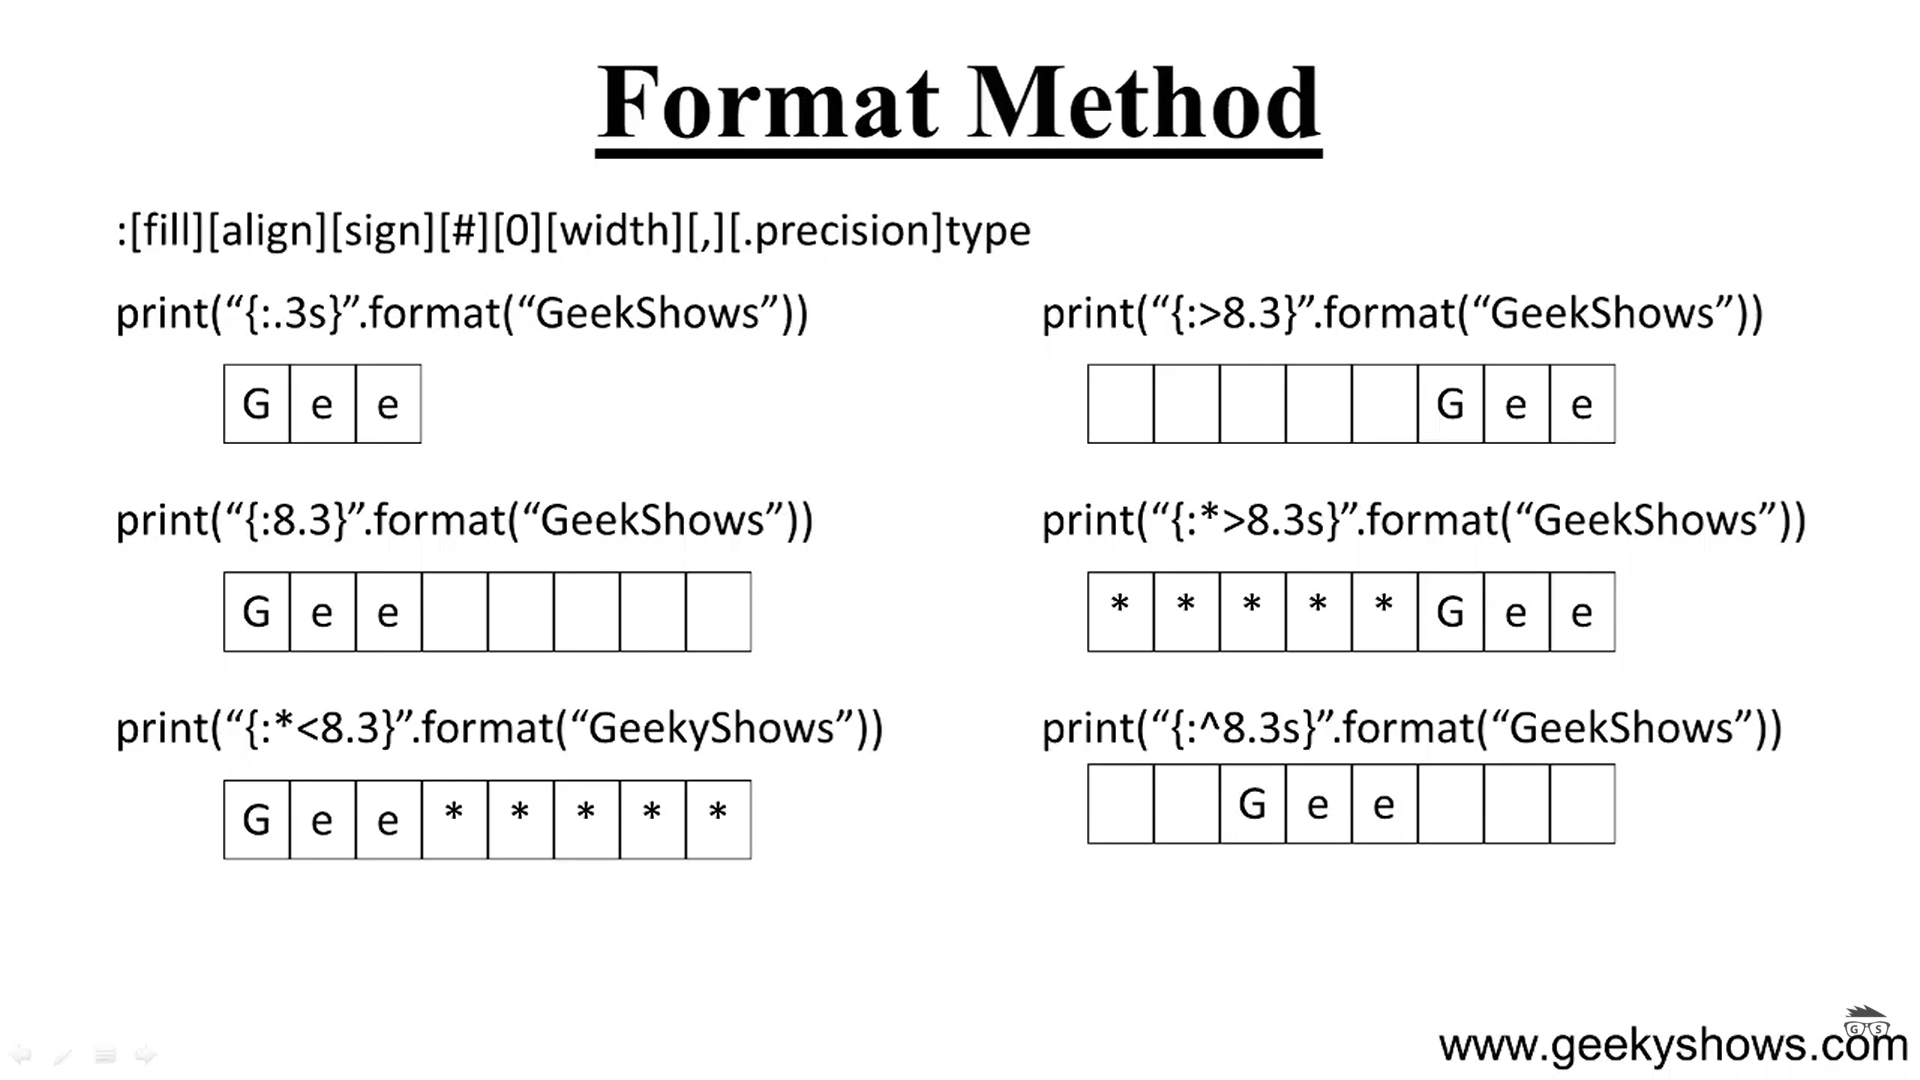 Format Method
:[fill][align][sign][#][0][width][,][.precision]type
print(“{:.3s}”.format(“GeekShows”))
G e e
print(“{:8.3}”.format(“GeekShows”))
G e e
print(“{:*<8.3}”.format(“GeekyShows”))
G e e * * * * *
print(“{:>8.3}”.format(“GeekShows”))
G e e
print(“{:*>8.3s}”.format(“GeekShows”))
* * * * * G e e
print(“{:^8.3s}”.format(“GeekShows”))
G e e
G S
www.geekyshows.com